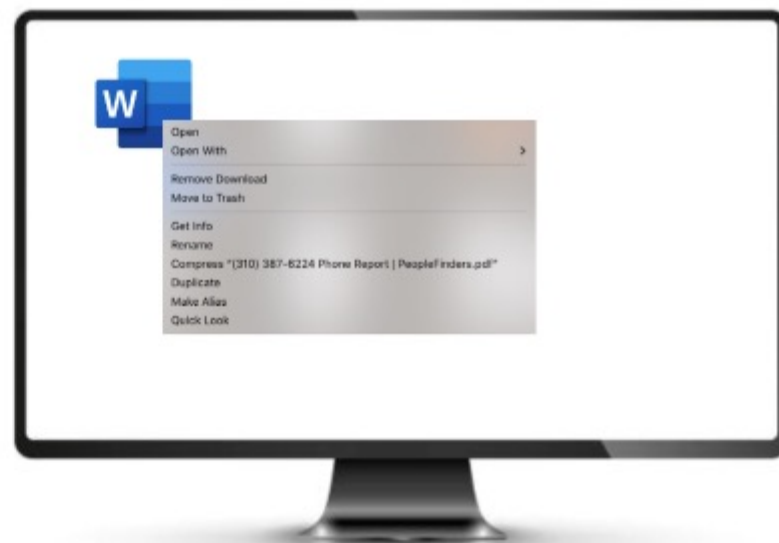 W
Open
Open With
Remove Download
Move to Trash
Get Info
Rename
Compress "(310) 387-6224 Phone Report | PeopleFinders.pdf"
Duplicate
Make Alias
Quick Look